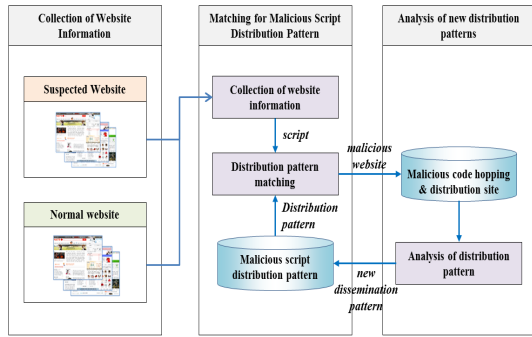 Collection of Website
Information
Suspected Website
Normal website
Matching for Malicious Script
Distribution Pattern
Collection of website
information
script
Distribution pattern
matching
malicious
website
Distribution
pattern
Malicious script
distribution pattern
Analysis of new distribution
patterns
Malicious code hopping
& distribution site
Analysis of distribution
pattern
new
dissemination
pattern